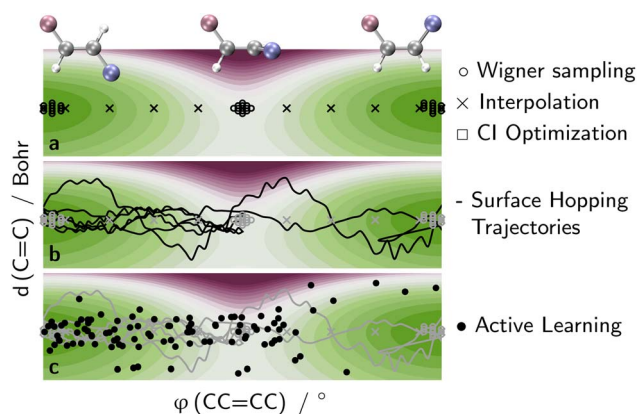 ○ Wigner sampling
× Interpolation
□ CI Optimization
a
b
- Surface Hopping
Trajectories
c
● Active Learning
d (C=C) / Bohr
φ (CC=CC) / °